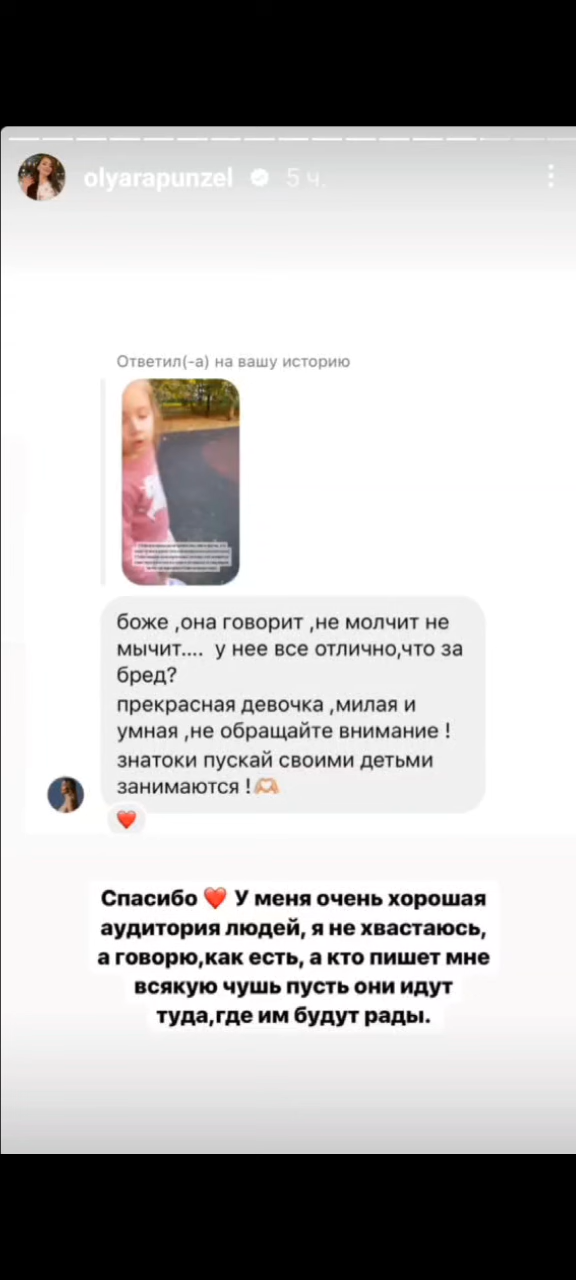 olyarapunzel 5 ч.
Ответил(-а) на вашу историю
боже ,она говорит ,не молчит не
мычит.... у нее все отлично,что за
бред?
прекрасная девочка ,милая и
умная ,не обращайте внимание !
знатоки пускай своими детьми
занимаются !🫶🏼
❤️
Спасибо ❤️ У меня очень хорошая
аудитория людей, я не хвастаюсь,
а говорю,как есть, а кто пишет мне
всякую чушь пусть они идут
туда,где им будут рады.